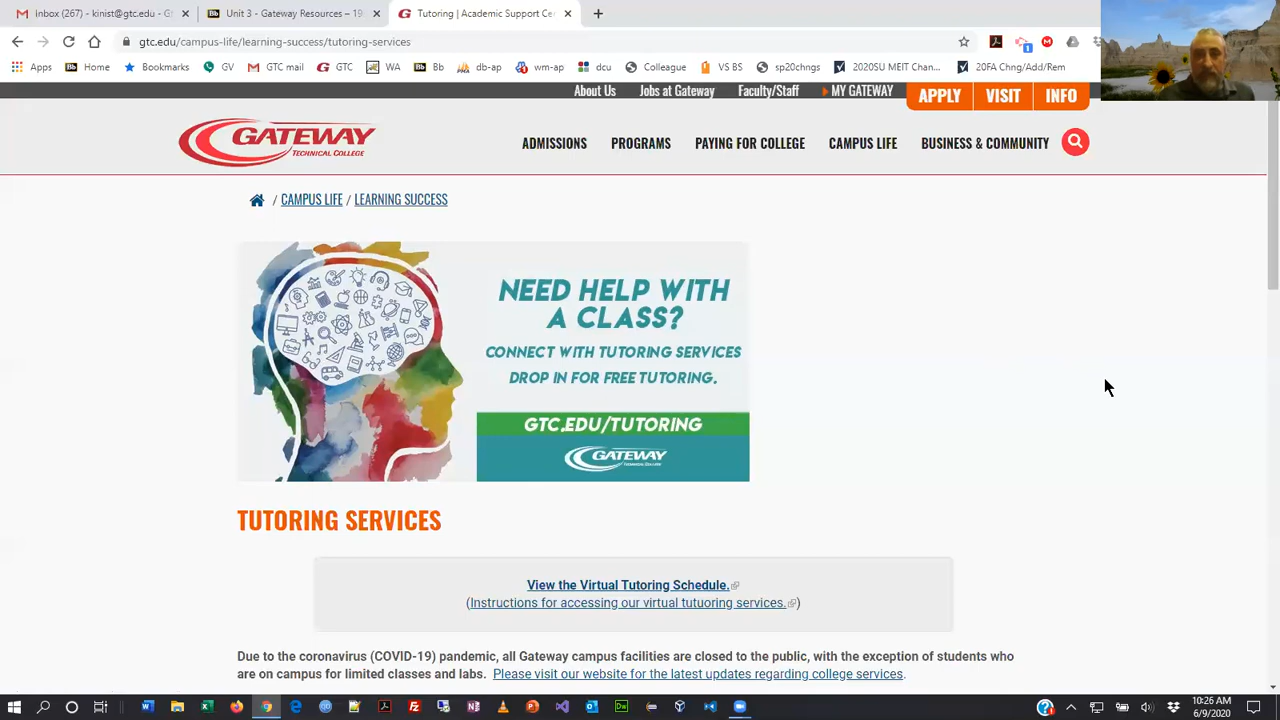 Inbox (267) - kinist@gtc.edu - G
Unit 3 - Gateway Resources - 19
Tutoring | Academic Support Ce
gtc.edu/campus-life/learning-success/tutoring-services
Apps Home Bookmarks GV GTC mail GTC WA Bb db-ap wm-ap dcu Colleague VS BS sp20chngs 2020SU MEIT Chan... 20FA Chng/Add/Rem
About Us Jobs at Gateway Faculty/Staff MY GATEWAY APPLY VISIT INFO
GATEWAY
TECHNICAL COLLEGE
ADMISSIONS PROGRAMS PAYING FOR COLLEGE CAMPUS LIFE BUSINESS & COMMUNITY
/ CAMPUS LIFE / LEARNING SUCCESS
NEED HELP WITH
A CLASS?
CONNECT WITH TUTORING SERVICES
DROP IN FOR FREE TUTORING.
GTC.EDU/TUTORING
GATEWAY
TECHNICAL COLLEGE
TUTORING SERVICES
View the Virtual Tutoring Schedule.
(Instructions for accessing our virtual tutuoring services.)
Due to the coronavirus (COVID-19) pandemic, all Gateway campus facilities are closed to the public, with the exception of students who
are on campus for limited classes and labs. Please visit our website for the latest updates regarding college services.
10:26 AM
6/9/2020